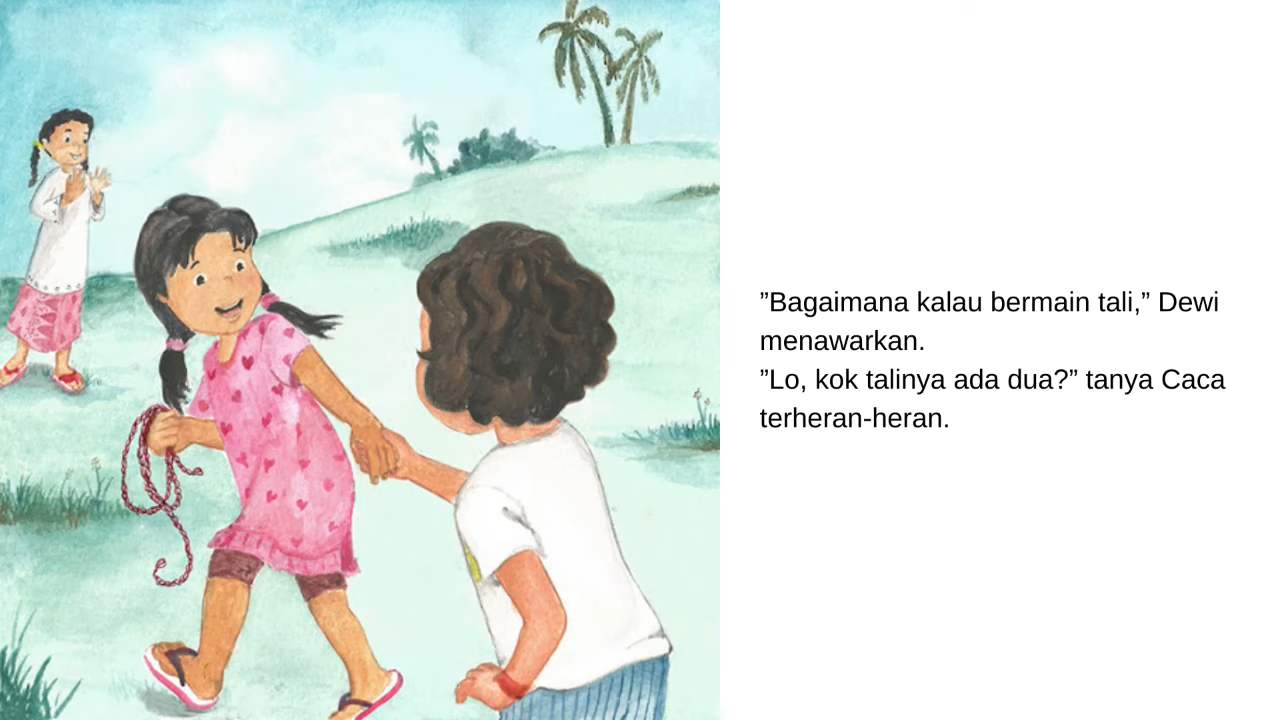 ”Bagaimana kalau bermain tali,” Dewi
menawarkan.
”Lo, kok talinya ada dua?” tanya Caca
terheran-heran.